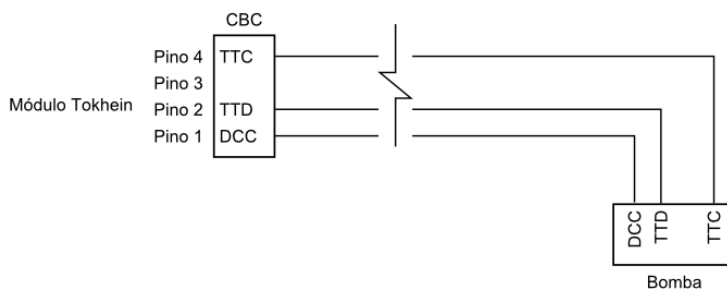 CBC
Pino 4 TTC
Pino 3
Módulo Tokhein
Pino 2 TTD
Pino 1 DCC
DCC
TTD
TTC
Bomba